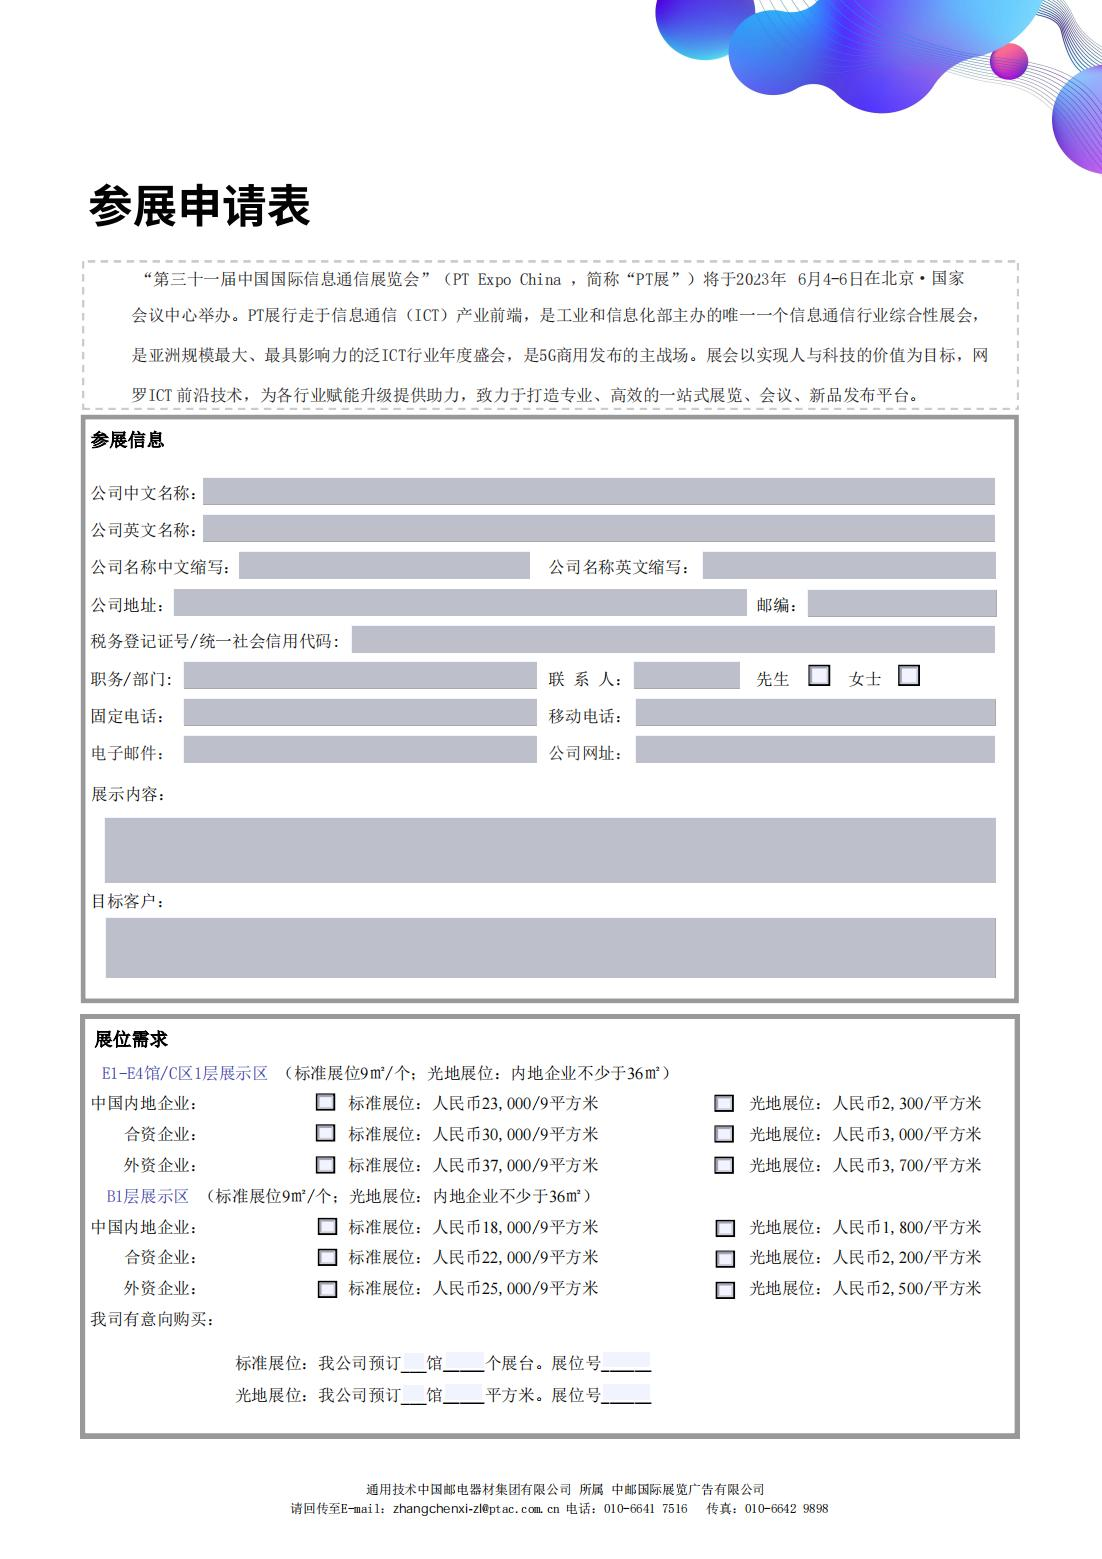 参展申请表
“第三十一届中国国际信息通信展览会”（PT Expo China ，简称“PT展”）将于2023年 6月4-6日在北京·国家
会议中心举办。PT展行走于信息通信（ICT）产业前端，是工业和信息化部主办的唯一一个信息通信行业综合性展会，
是亚洲规模最大、最具影响力的泛ICT行业年度盛会，是5G商用发布的主战场。展会以实现人与科技的价值为目标，网
罗ICT 前沿技术，为各行业赋能升级提供助力，致力于打造专业、高效的一站式展览、会议、新品发布平台。
参展信息
公司中文名称：
公司英文名称：
公司名称中文缩写： 公司名称英文缩写：
公司地址： 邮编：
税务登记证号/统一社会信用代码：
职务/部门： 联 系 人： 先生 女士
固定电话： 移动电话：
电子邮件： 公司网址：
展示内容：
目标客户：
展位需求
E1-E4馆/C区1层展示区 （标准展位9㎡/个；光地展位：内地企业不少于36㎡）
中国内地企业： 标准展位：人民币23,000/9平方米 光地展位：人民币2,300/平方米
合资企业： 标准展位：人民币30,000/9平方米 光地展位：人民币3,000/平方米
外资企业： 标准展位：人民币37,000/9平方米 光地展位：人民币3,700/平方米
B1层展示区 （标准展位9㎡/个；光地展位：内地企业不少于36㎡）
中国内地企业： 标准展位：人民币18,000/9平方米 光地展位：人民币1,800/平方米
合资企业： 标准展位：人民币22,000/9平方米 光地展位：人民币2,200/平方米
外资企业： 标准展位：人民币25,000/9平方米 光地展位：人民币2,500/平方米
我司有意向购买：
标准展位：我公司预订___馆_____个展台。展位号______
光地展位：我公司预订___馆_____平方米。展位号______
通用技术中国邮电器材集团有限公司 所属 中邮国际展览广告有限公司
请回传至E-mail：zhangchenxi-zl@ptac.com.cn 电话：010-6641 7516 传真：010-6642 9898